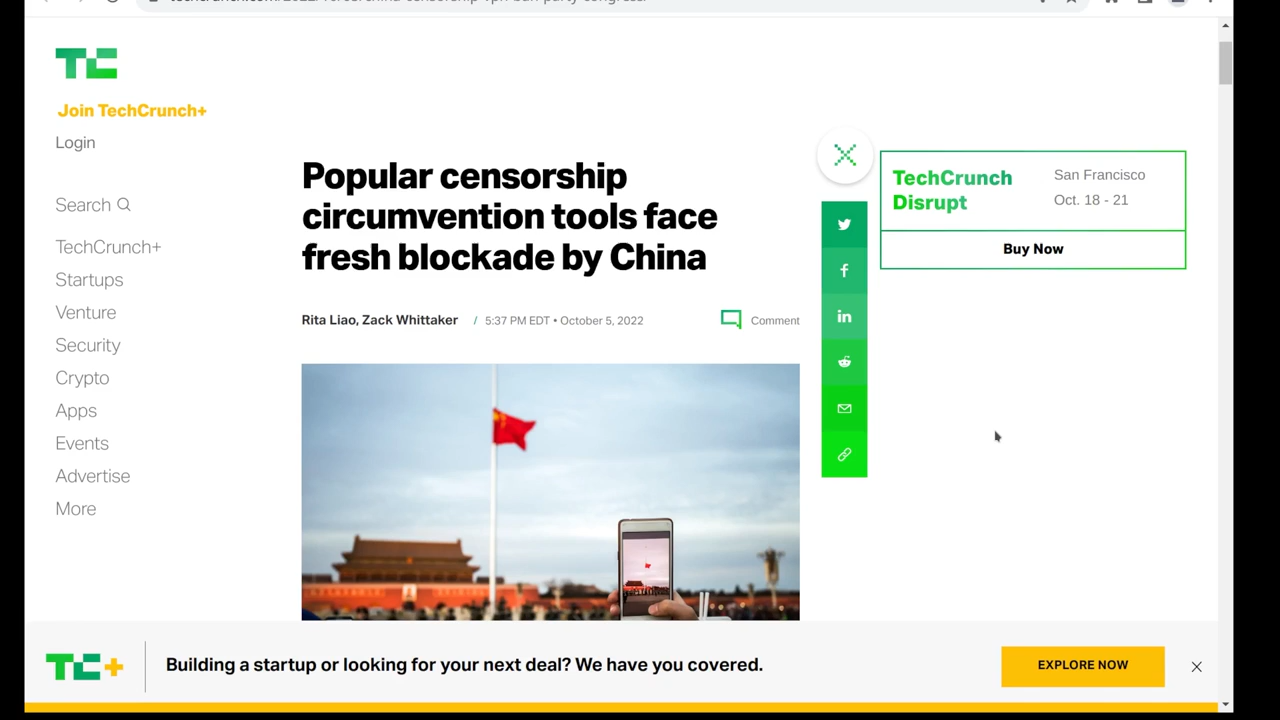 TC
Join TechCrunch+
Login
Search
TechCrunch+
Startups
Venture
Security
Crypto
Apps
Events
Advertise
More
Popular censorship
circumvention tools face
fresh blockade by China
Rita Liao, Zack Whittaker / 5:37 PM EDT • October 5, 2022
Comment
TechCrunch
Disrupt
San Francisco
Oct. 18 - 21
Buy Now
TC+
Building a startup or looking for your next deal? We have you covered.
EXPLORE NOW